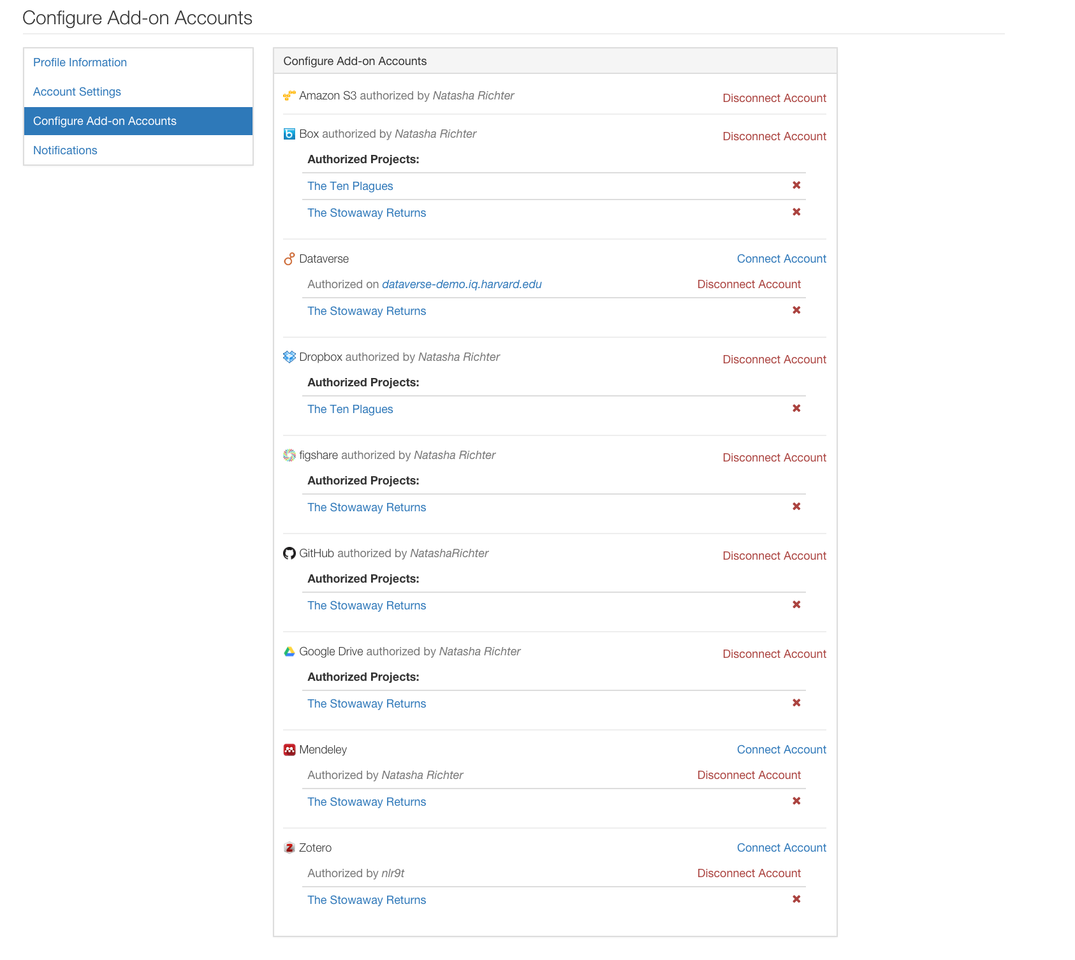 Configure Add-on Accounts
Profile Information
Account Settings
Configure Add-on Accounts
Notifications
Configure Add-on Accounts
Amazon S3 authorized by Natasha Richter Disconnect Account
Box authorized by Natasha Richter Disconnect Account
Authorized Projects:
The Ten Plagues
The Stowaway Returns
Dataverse Connect Account
Authorized on dataverse-demo.iq.harvard.edu Disconnect Account
The Stowaway Returns
Dropbox authorized by Natasha Richter Disconnect Account
Authorized Projects:
The Ten Plagues
figshare authorized by Natasha Richter Disconnect Account
Authorized Projects:
The Stowaway Returns
GitHub authorized by NatashaRichter Disconnect Account
Authorized Projects:
The Stowaway Returns
Google Drive authorized by Natasha Richter Disconnect Account
Authorized Projects:
The Stowaway Returns
Mendeley Connect Account
Authorized by Natasha Richter Disconnect Account
The Stowaway Returns
Zotero Connect Account
Authorized by nlr9t Disconnect Account
The Stowaway Returns